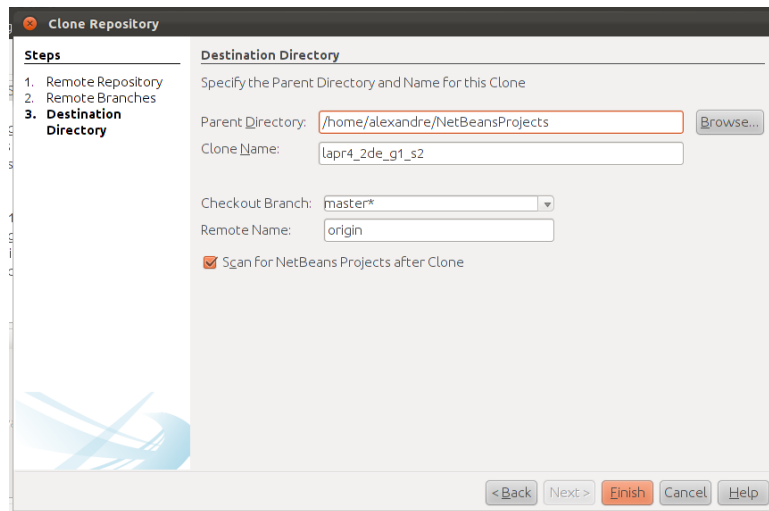 Clone Repository
Steps
1. Remote Repository
2. Remote Branches
3. Destination
Directory
Destination Directory
Specify the Parent Directory and Name for this Clone
Parent Directory: /home/alexandre/NetBeansProjects Browse...
Clone Name: lapr4_2de_g1_s2
Checkout Branch: master*
Remote Name: origin
Scan for NetBeans Projects after Clone
< Back Next > Finish Cancel Help